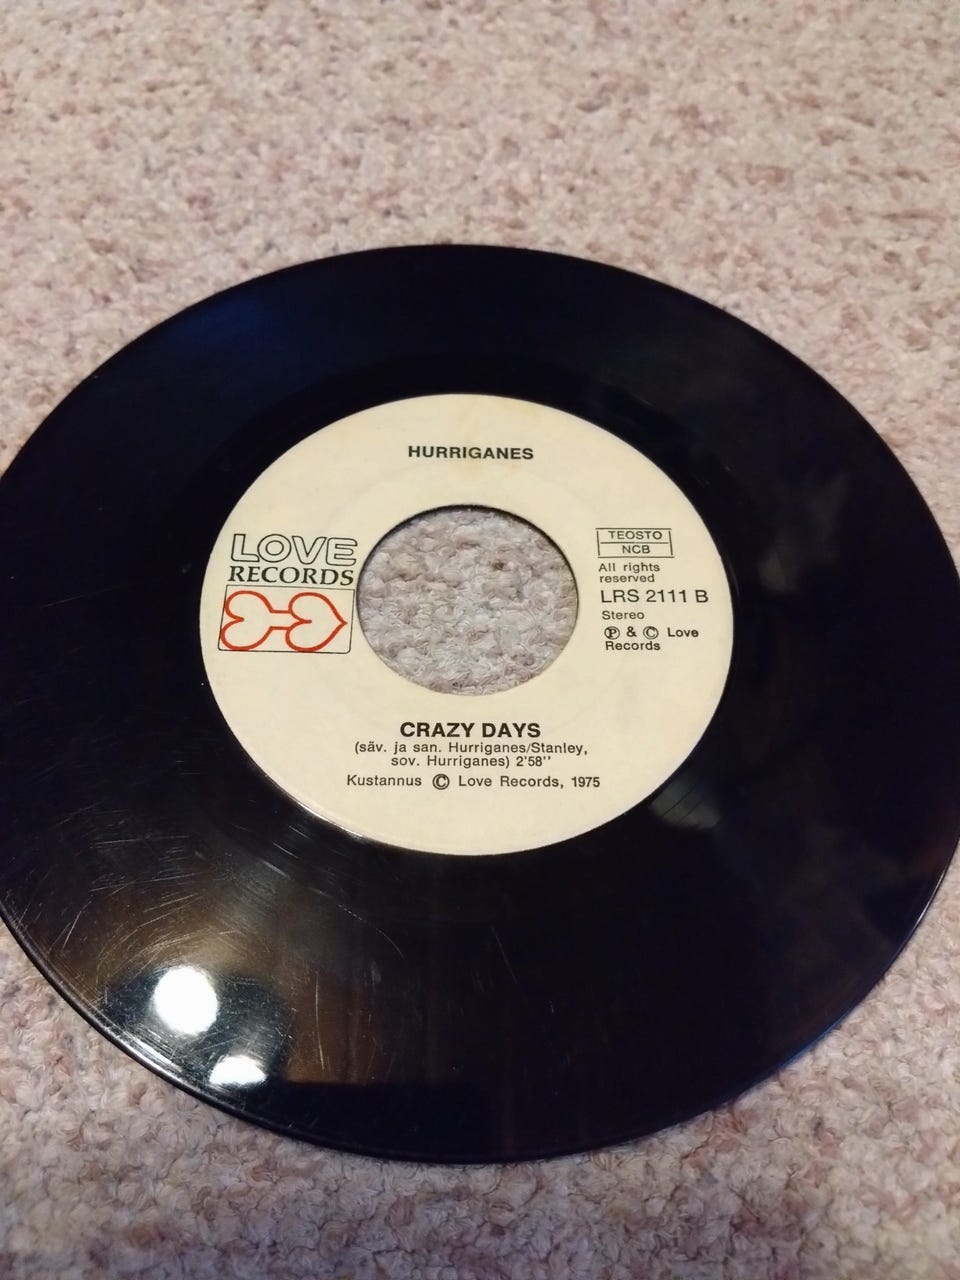 HURRIGANES
LOVE
RECORDS
TEOSTO
NCB
All rights
reserved
LRS 2111 B
Stereo
Ⓟ & © Love
Records
CRAZY DAYS
(säv. ja san. Hurriganes/Stanley,
sov. Hurriganes) 2'58''
Kustannus © Love Records, 1975